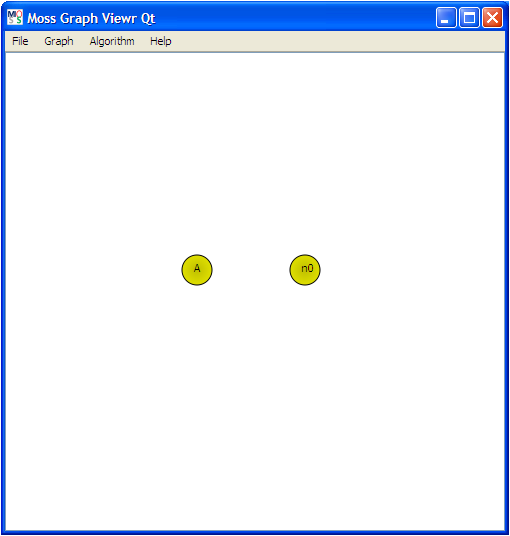 Moss Graph Viewr Qt
File Graph Algorithm Help
A n0